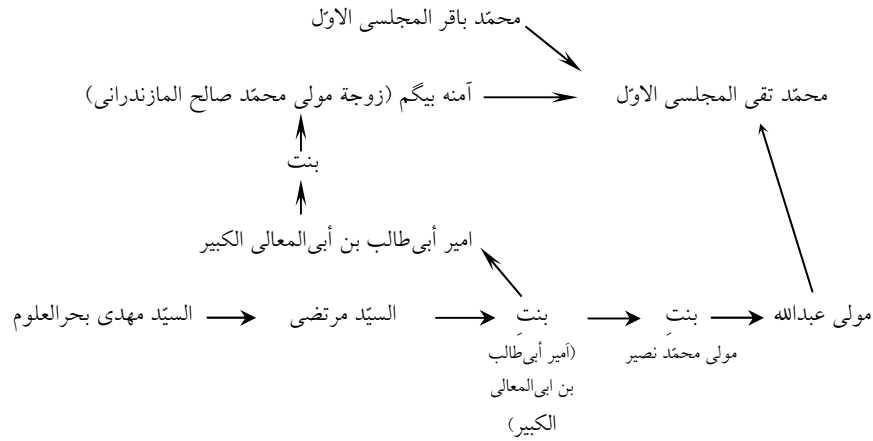 محمّد باقر المجلسی الاوّل
محمّد تقی المجلسی الاوّل
آمنه بیگم (زوجة مولی محمّد صالح المازندرانی)
بنت
امیر أبی‌طالب بن أبی‌المعالی الکبیر
مولی عبدالله
بنتِ
مولی محمّد نصیر
بنتِ
(اَمیر أبی‌طالب
بن ابی‌المعالی
الکبیر)
السیّد مرتضی
السیّد مهدی بحرالعلوم